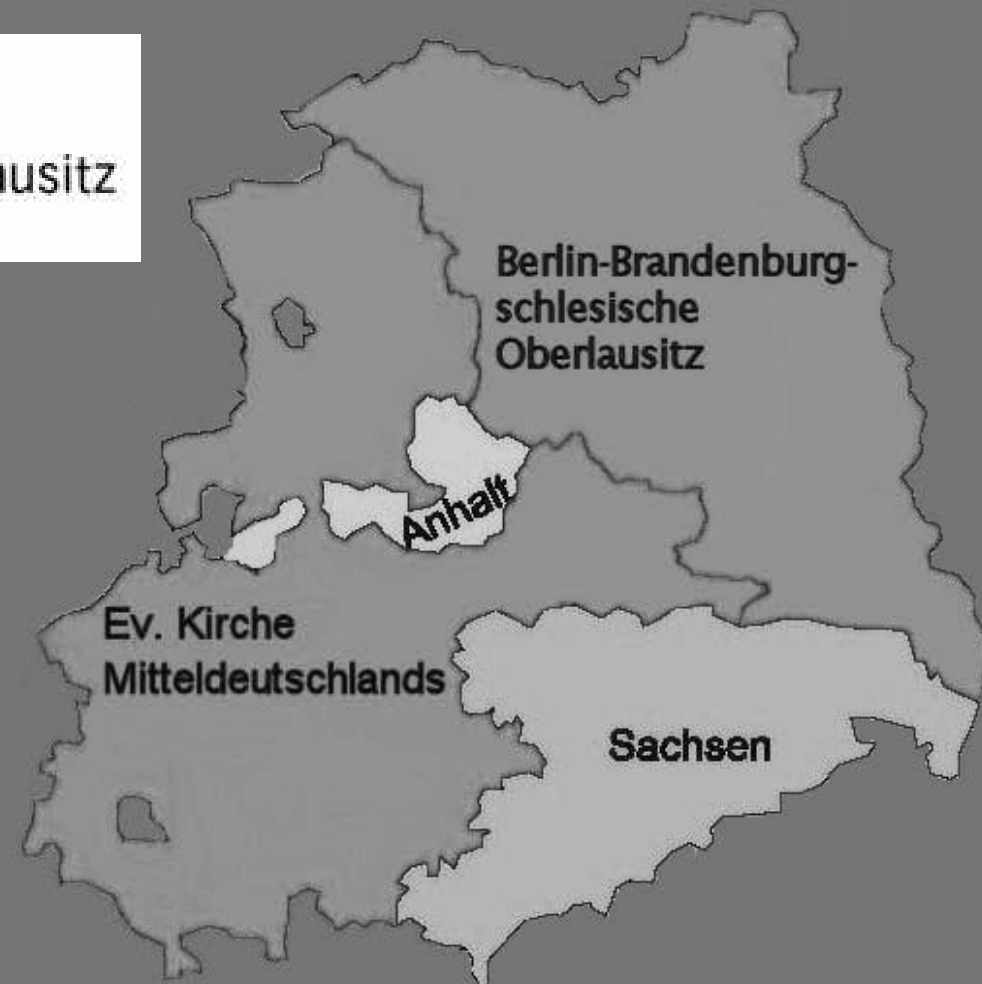 usitz
Berlin-Brandenburg-
schlesische
Oberlausitz
Anhalt
Ev. Kirche
Mitteldeutschlands
Sachsen